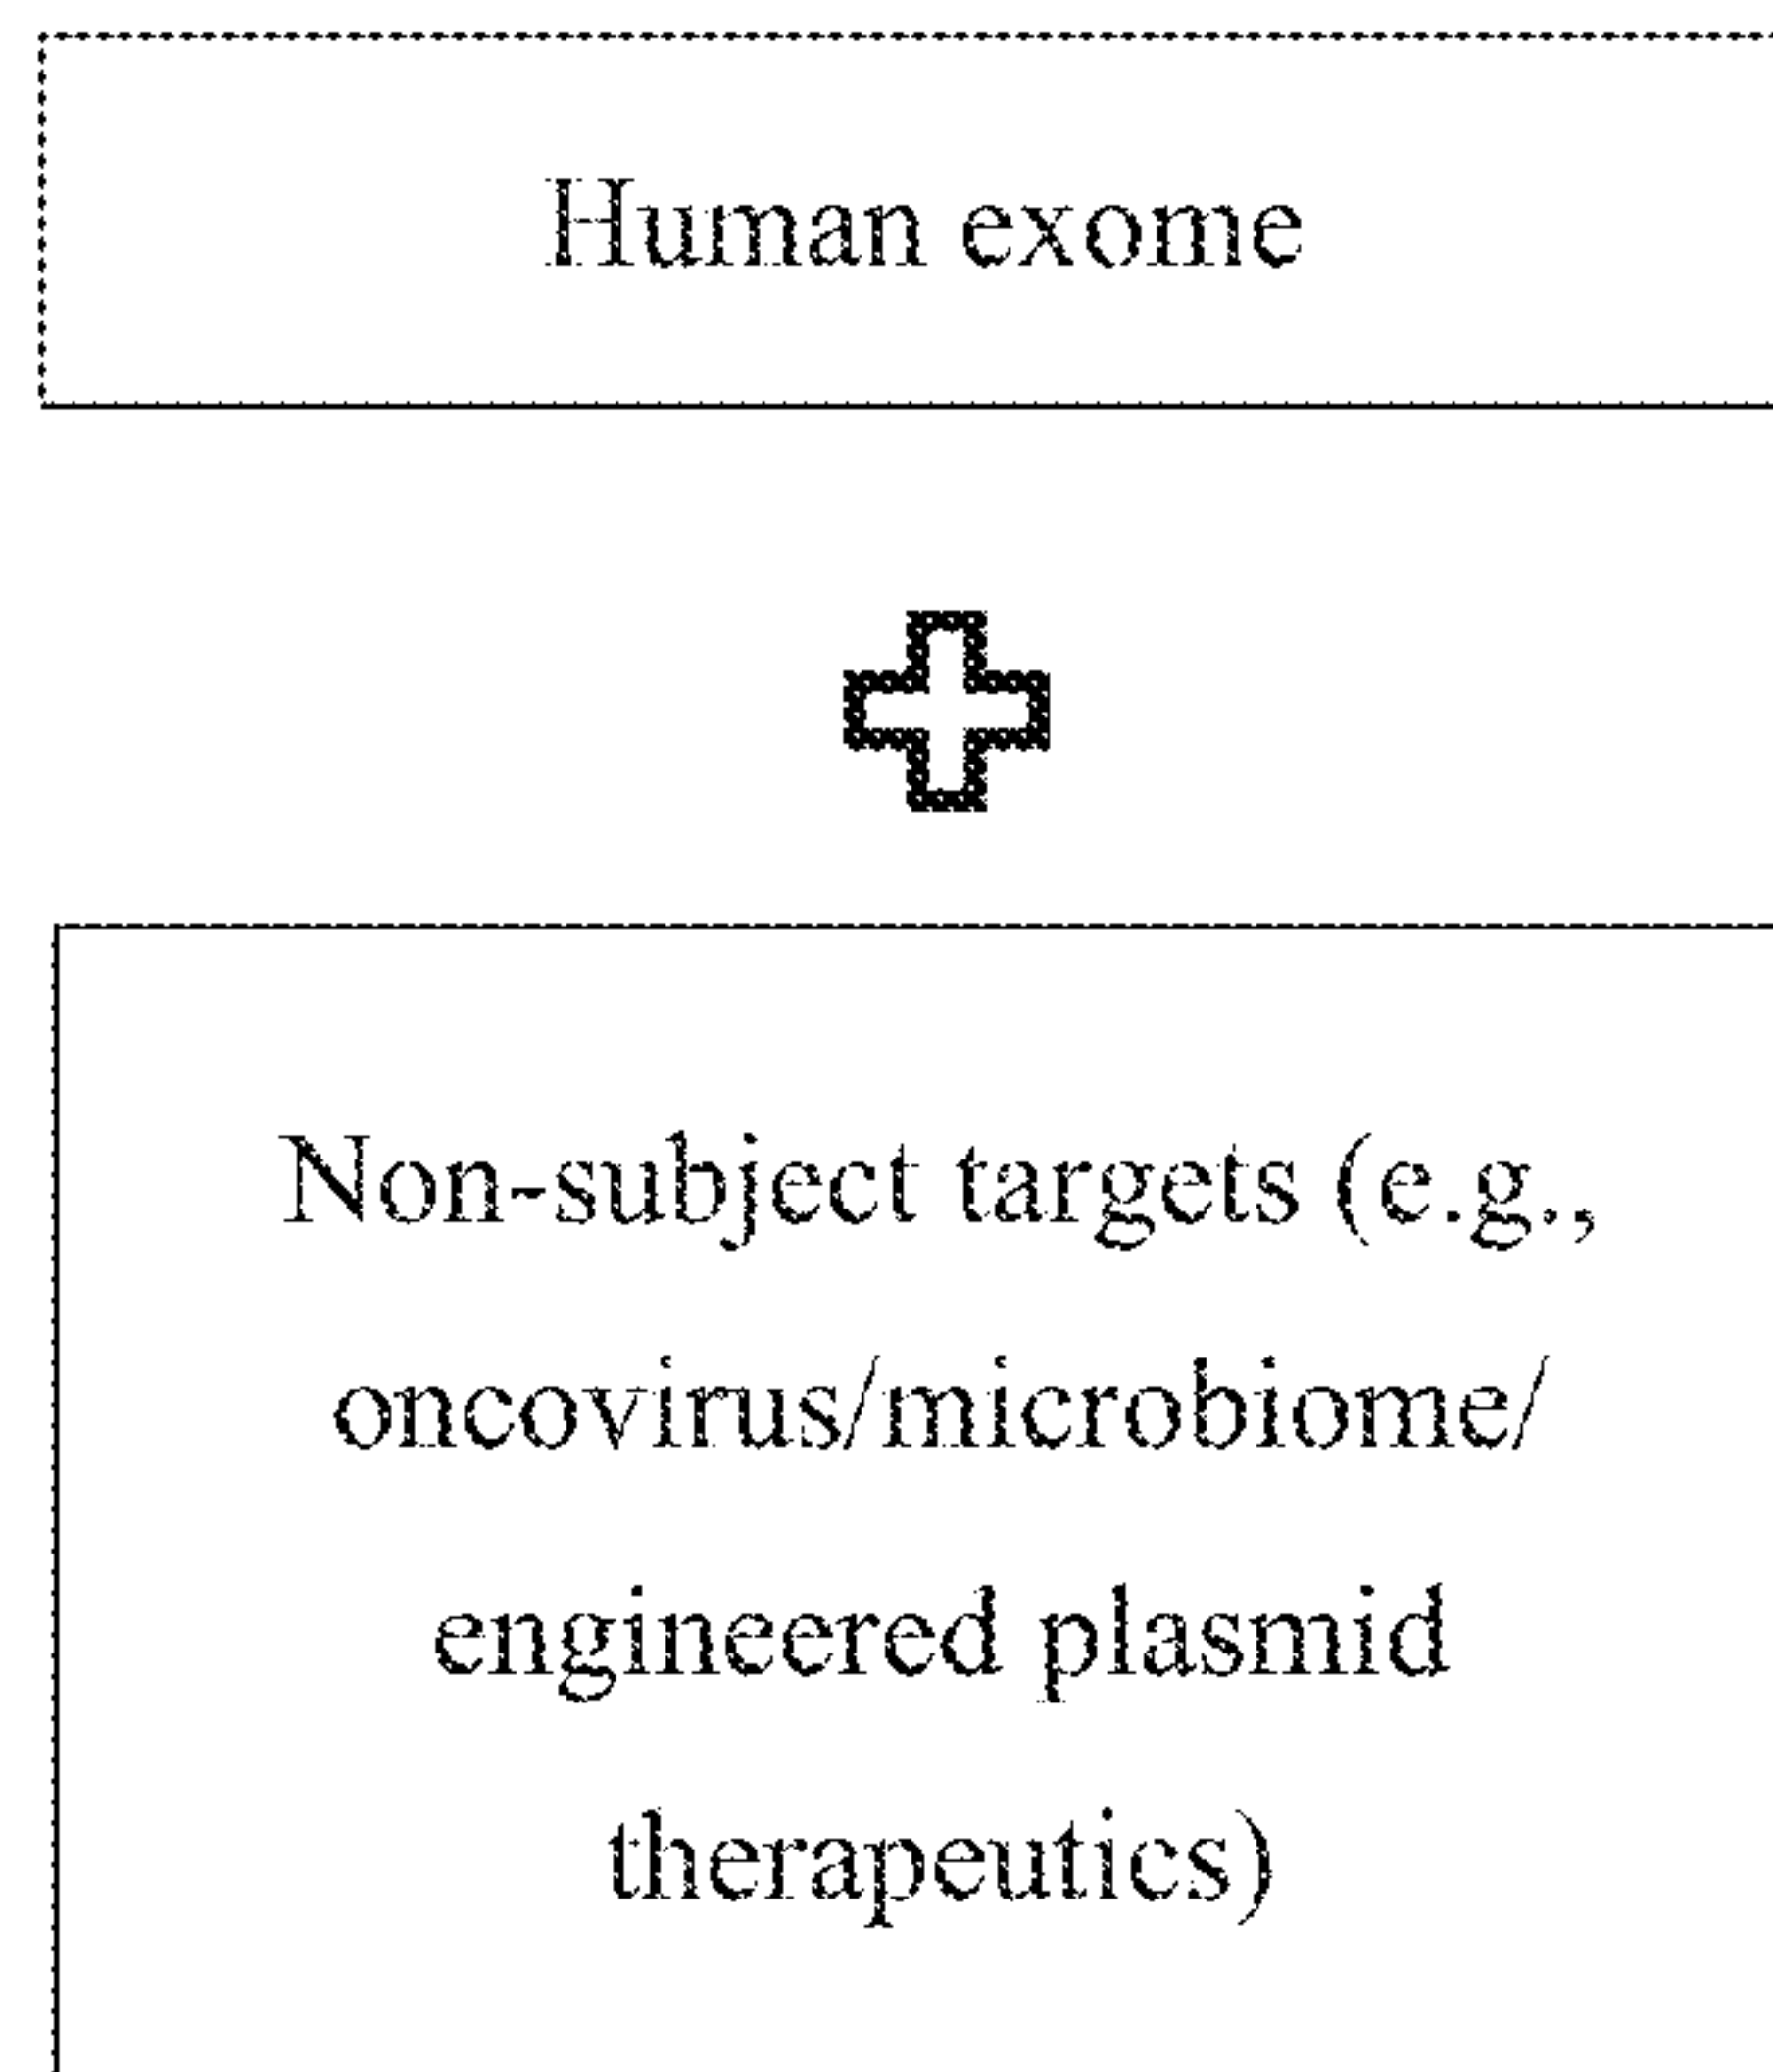 Human exome
Non-subject targets (e.g.,
oncovirus/microbiome/
engineered plasmid
therapeutics)